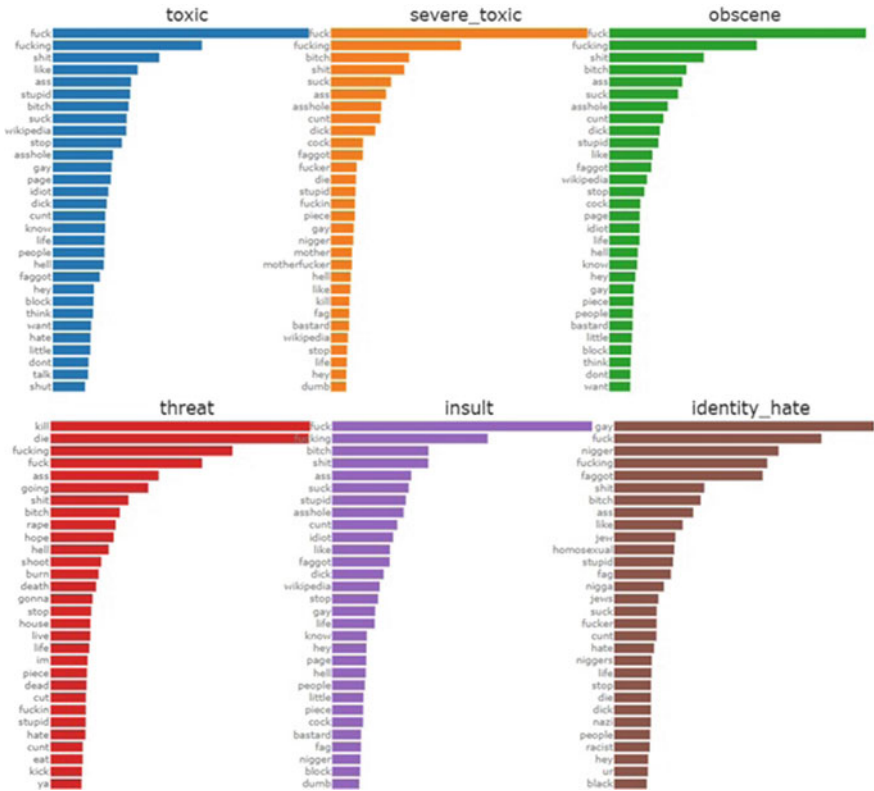 toxic
fuck
fucking
shit
like
ass
stupid
bitch
suck
wikipedia
stop
asshole
gay
page
idiot
dick
cunt
know
life
people
hell
faggot
hey
block
think
want
hate
little
dont
talk
shut
severe_toxic
fuck
fucking
bitch
shit
suck
ass
asshole
cunt
dick
cock
faggot
fucker
die
stupid
fuckin
piece
gay
nigger
mother
motherfucker
hell
like
kill
fag
bastard
wikipedia
stop
life
hey
dumb
obscene
fuck
fucking
shit
bitch
ass
suck
asshole
cunt
dick
stupid
like
faggot
wikipedia
stop
cock
page
idiot
life
hell
know
hey
gay
piece
people
bastard
little
block
think
dont
want
threat
kill
die
fucking
fuck
ass
going
shit
bitch
rape
hope
hell
shoot
burn
death
gonna
stop
house
live
life
im
piece
dead
cut
fuckin
stupid
hate
cunt
eat
kick
ya
insult
fuck
fucking
bitch
shit
ass
suck
stupid
asshole
cunt
idiot
like
faggot
dick
wikipedia
stop
gay
life
know
hey
page
hell
people
little
piece
cock
bastard
fag
nigger
block
dumb
identity_hate
gay
fuck
nigger
fucking
faggot
shit
bitch
ass
like
jew
homosexual
stupid
fag
nigga
jews
suck
fucker
cunt
hate
niggers
life
stop
die
dick
nazi
people
racist
hey
ur
black